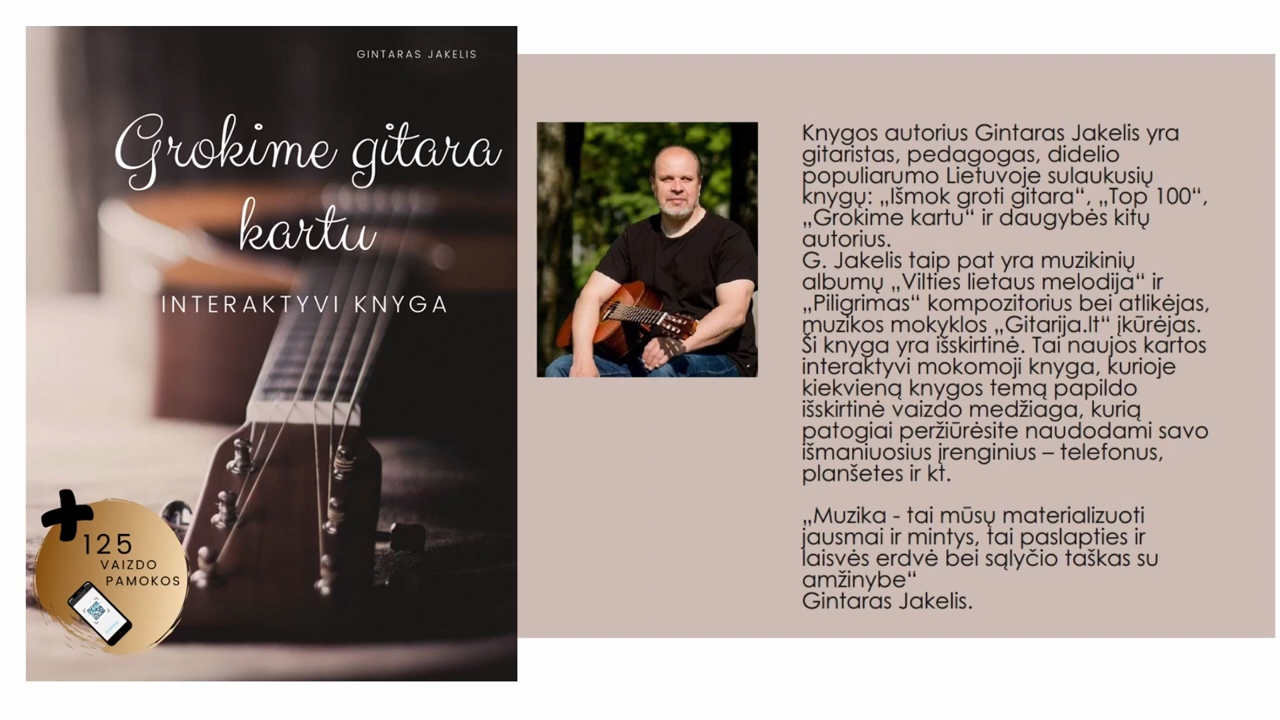 GINTARAS JAKELIS
Grokime gitara
kartu
INTERAKTYVI KNYGA
125
VAIZDO
PAMOKOS
Knygos autorius Gintaras Jakelis yra
gitaristas, pedagogas, didelio
populiarumo Lietuvoje sulaukusių
knygų: „Išmok groti gitara“, „Top 100“,
„Grokime kartu“ ir daugybės kitų
autorius.
G. Jakelis taip pat yra muzikinių
albumų „Vilties lietaus melodija“ ir
„Piligrimas“ kompozitorius bei atlikėjas,
muzikos mokyklos „Gitarija.lt“ įkūrėjas.
Ši knyga yra išskirtinė. Tai naujos kartos
interaktyvi mokomoji knyga, kurioje
kiekvieną knygos temą papildo
išskirtinė vaizdo medžiaga, kurią
patogiai peržiūrėsite naudodami savo
išmaniuosius įrenginius – telefonus,
planšetes ir kt.
„Muzika - tai mūsų materializuoti
jausmai ir mintys, tai paslapties ir
laisvės erdvė bei sąlyčio taškas su
amžinybe“
Gintaras Jakelis.